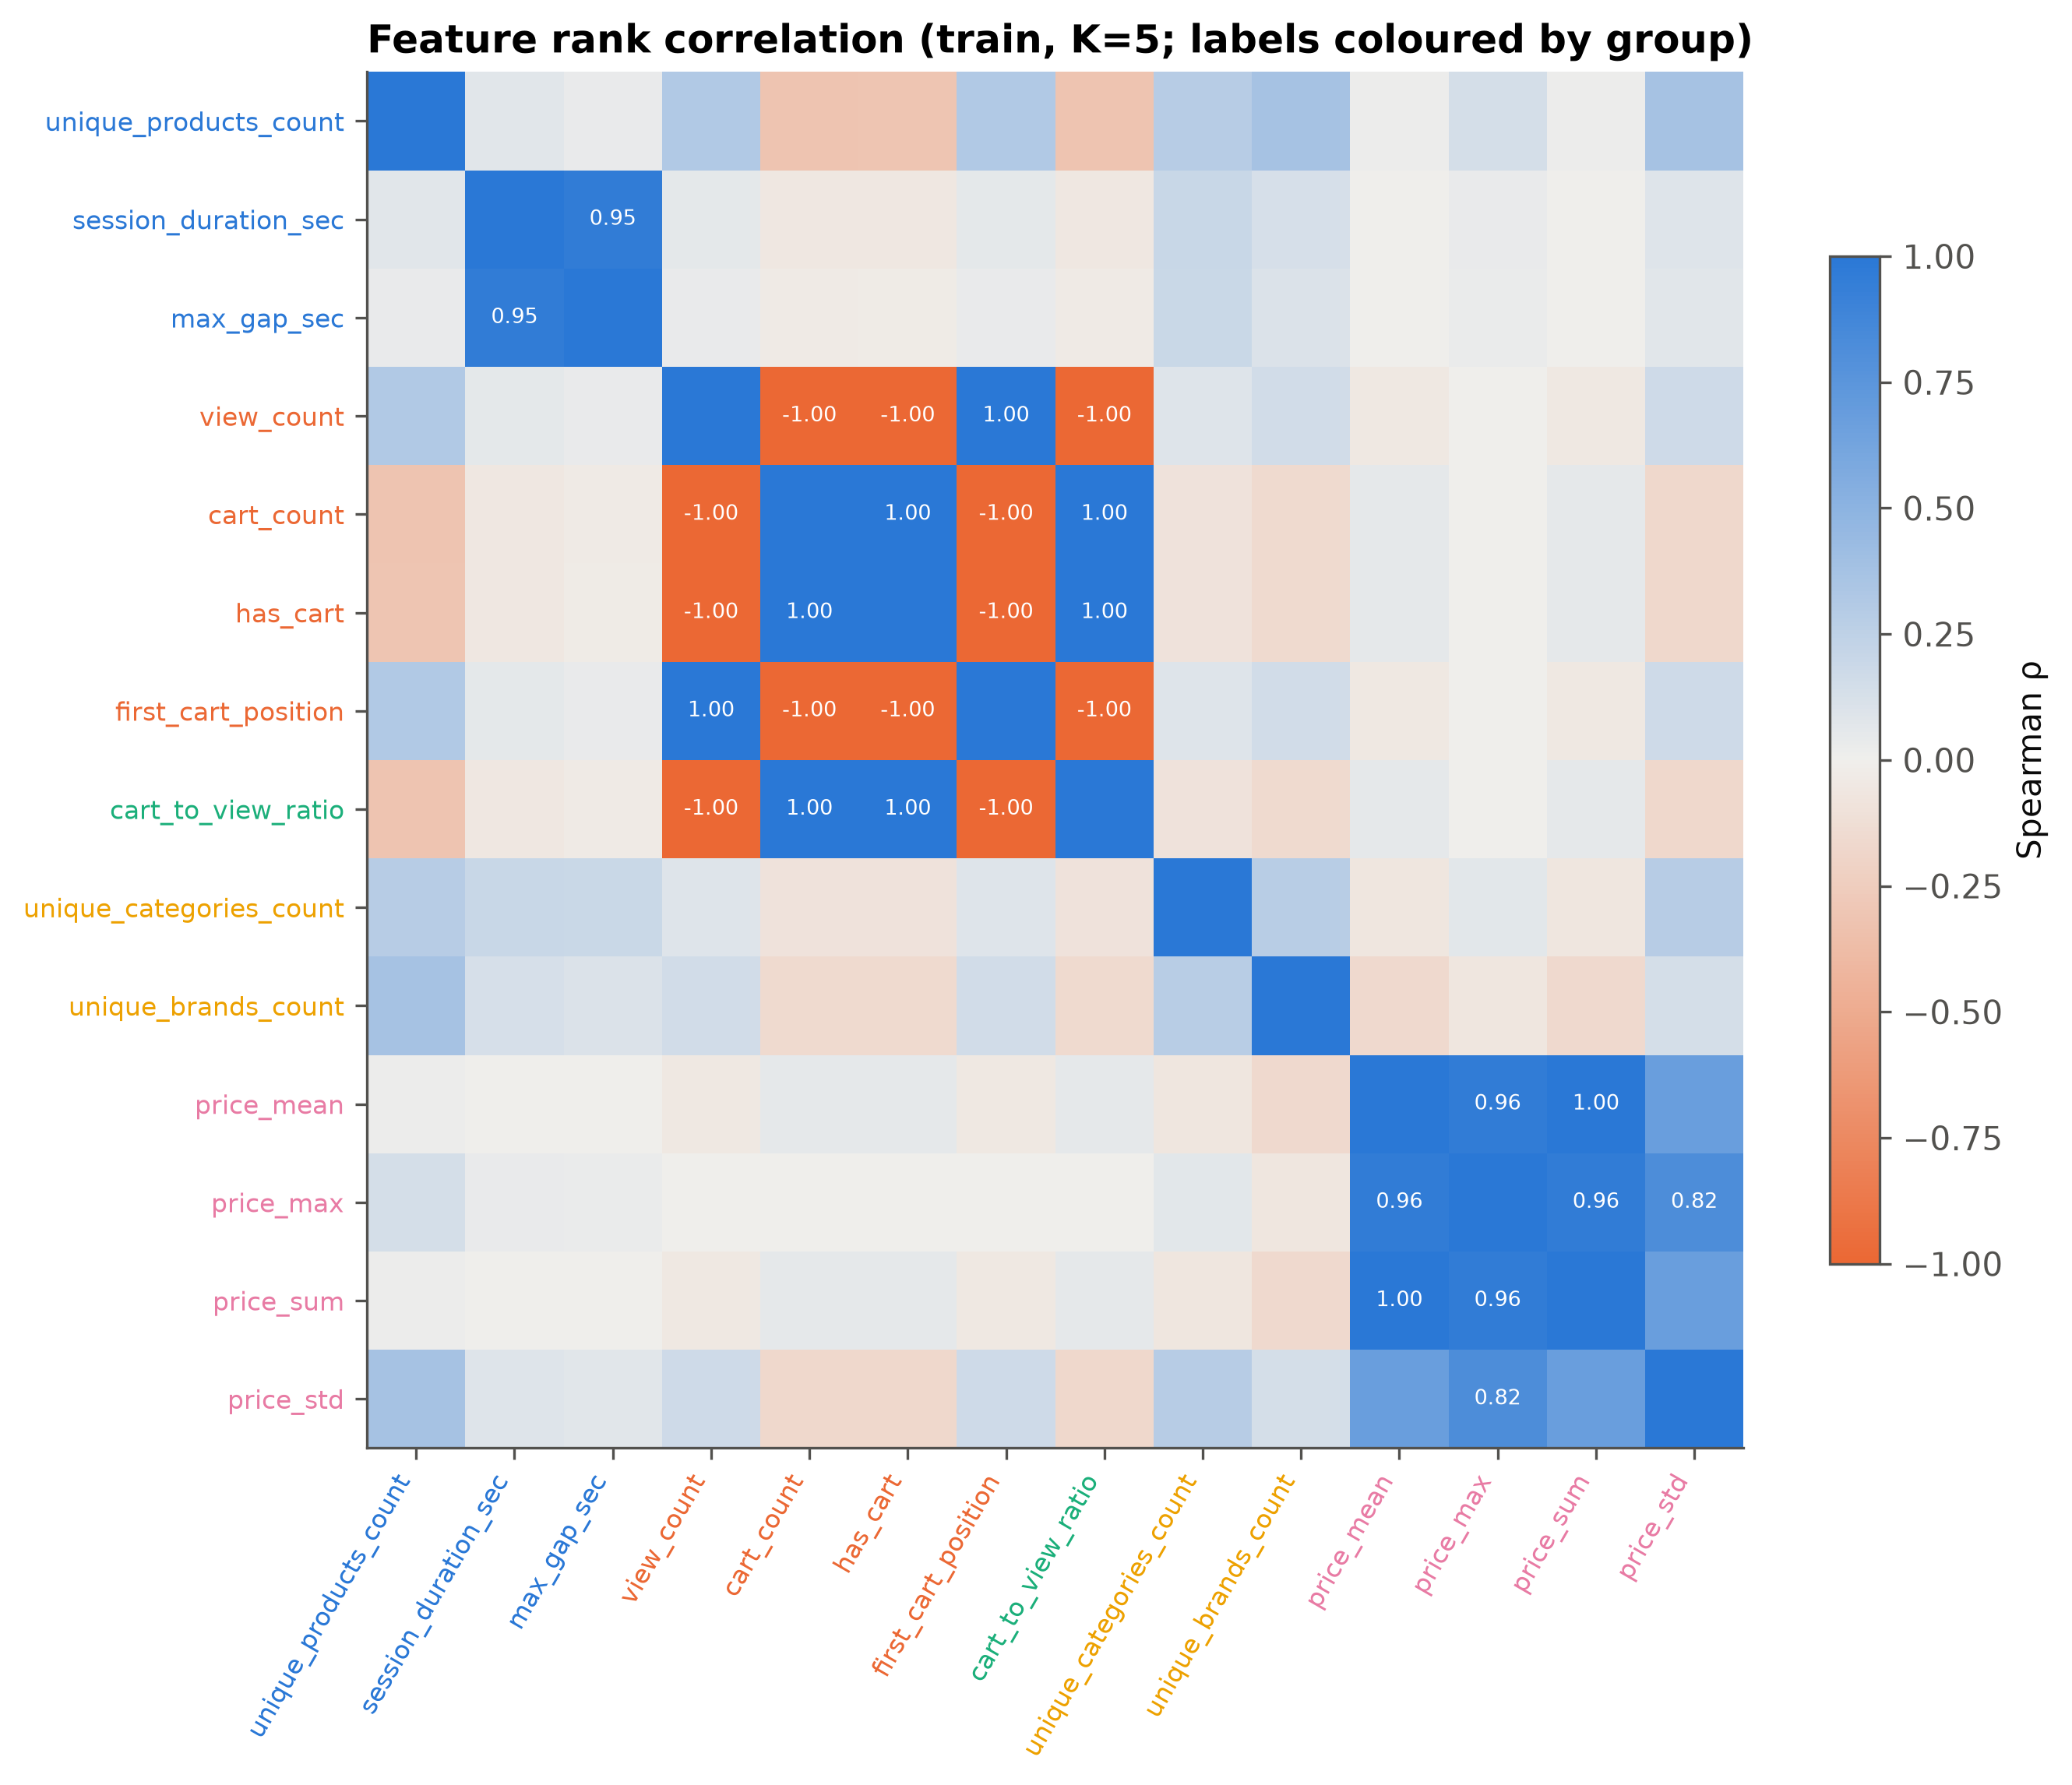 Feature rank correlation (train, K=5; labels coloured by group)
unique_products_count
session_duration_sec
0.95
max_gap_sec
0.95
view_count
-1.00 -1.00 1.00 -1.00
cart_count
-1.00 1.00 -1.00 1.00
has_cart
-1.00 1.00 -1.00 1.00
first_cart_position
1.00 -1.00 -1.00 -1.00
cart_to_view_ratio
-1.00 1.00 1.00 -1.00
unique_categories_count
unique_brands_count
price_mean
0.96 1.00
price_max
0.96 0.96 0.82
price_sum
1.00 0.96
price_std
0.82
unique_products_count
session_duration_sec
max_gap_sec
view_count
cart_count
has_cart
first_cart_position
cart_to_view_ratio
unique_categories_count
unique_brands_count
price_mean
price_max
price_sum
price_std
1.00
0.75
0.50
0.25
0.00
−0.25
−0.50
−0.75
−1.00
Spearman ρ